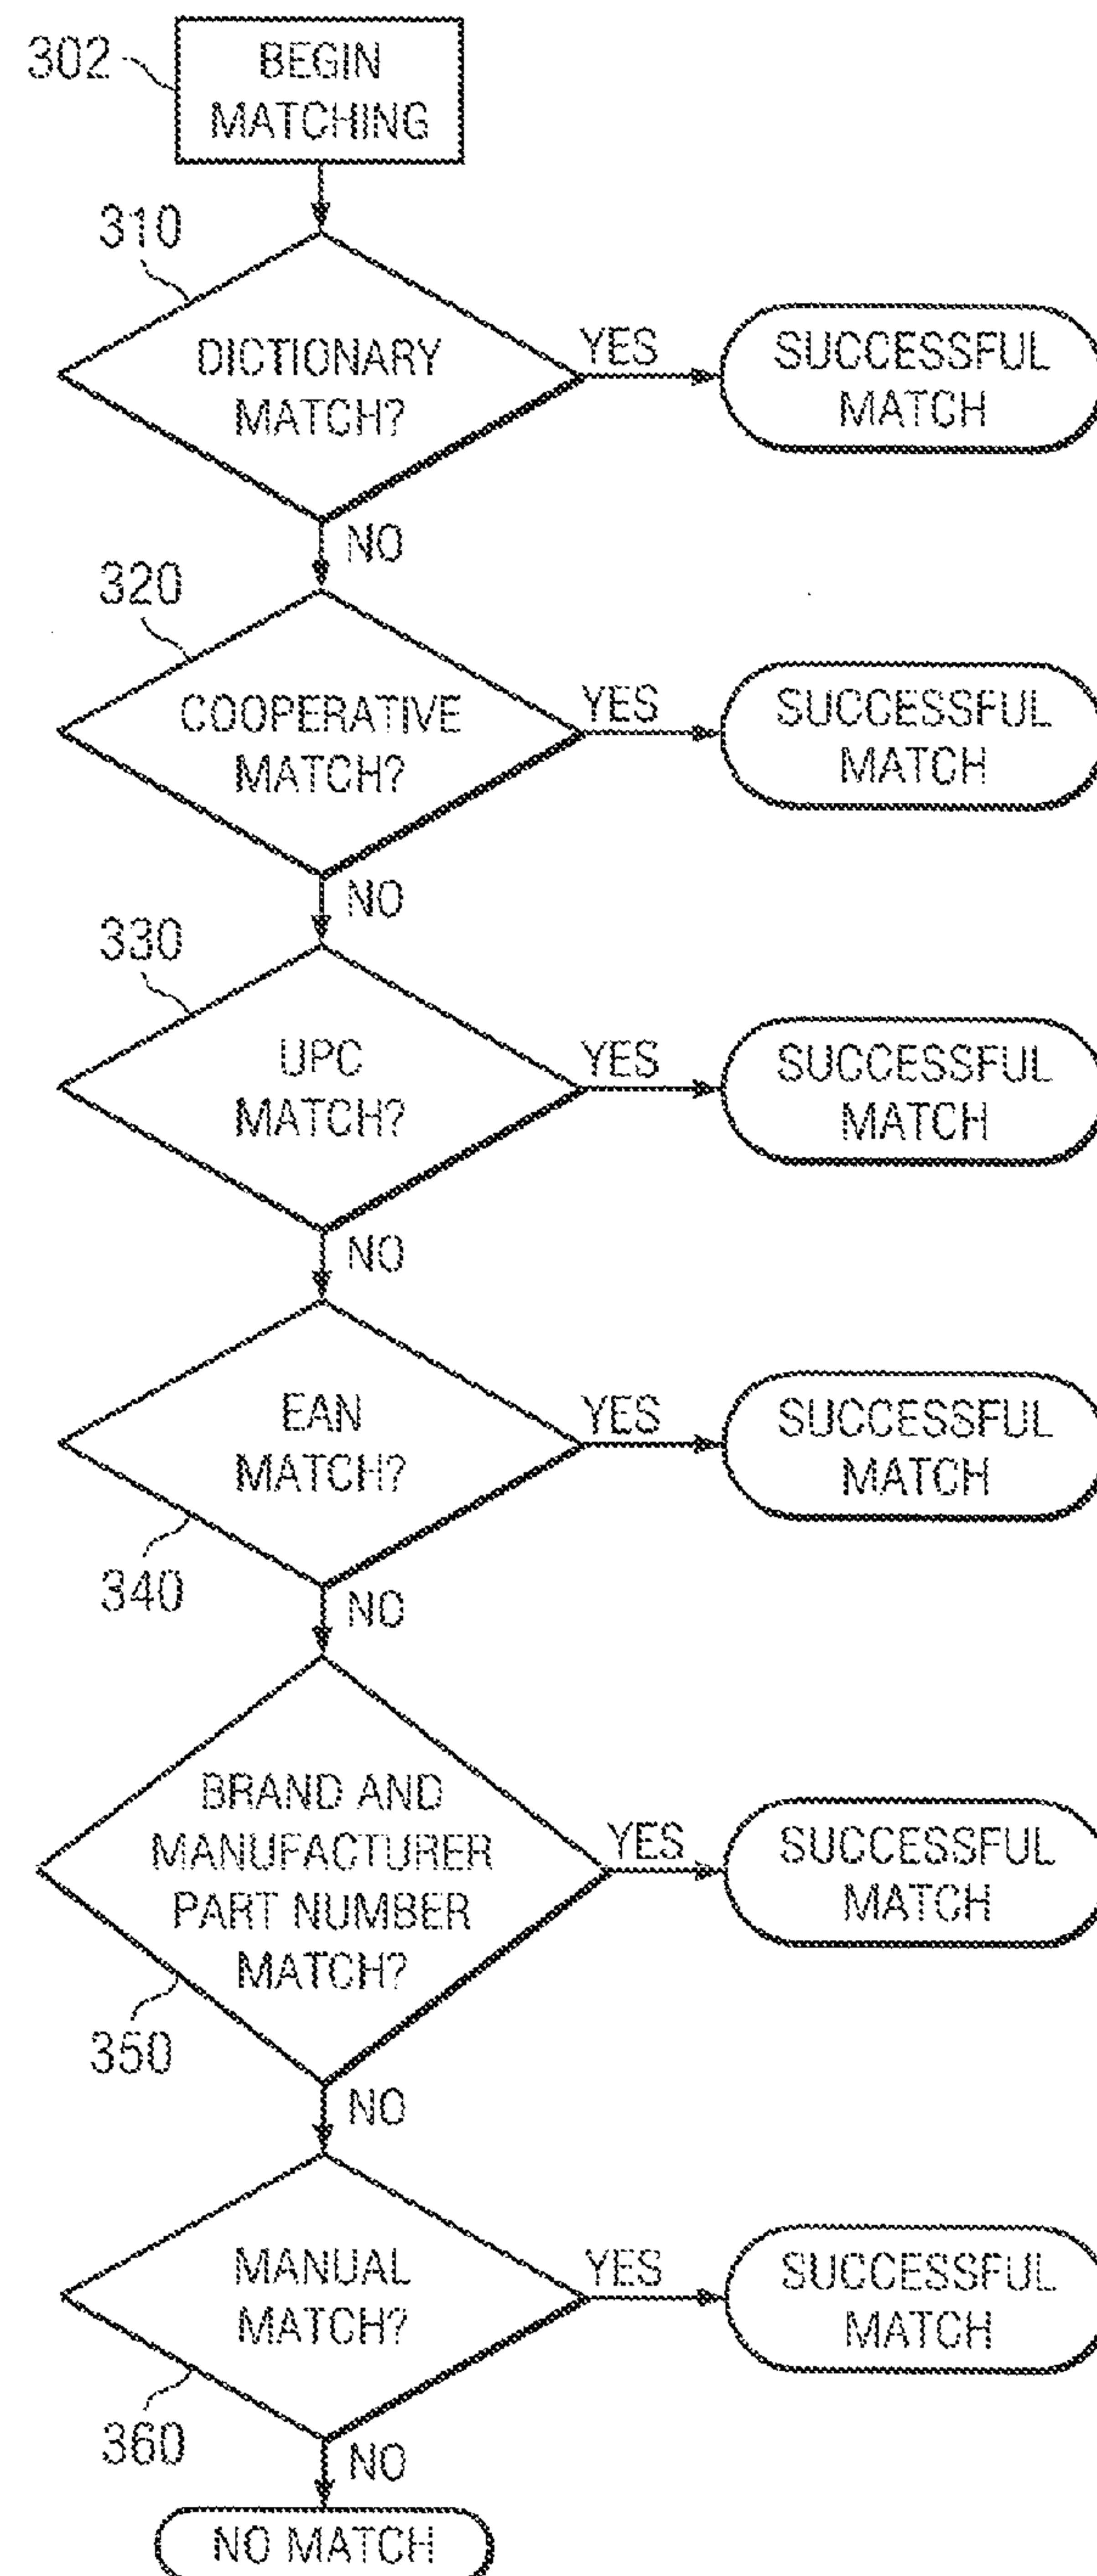 302
BEGIN
MATCHING
310
DICTIONARY
MATCH?
YES
SUCCESSFUL
MATCH
NO
320
COOPERATIVE
MATCH?
YES
SUCCESSFUL
MATCH
NO
330
UPC
MATCH?
YES
SUCCESSFUL
MATCH
NO
EAN
MATCH?
YES
SUCCESSFUL
MATCH
340
NO
BRAND AND
MANUFACTURER
PART NUMBER
MATCH?
YES
SUCCESSFUL
MATCH
350
NO
MANUAL
MATCH?
YES
SUCCESSFUL
MATCH
360
NO
NO MATCH